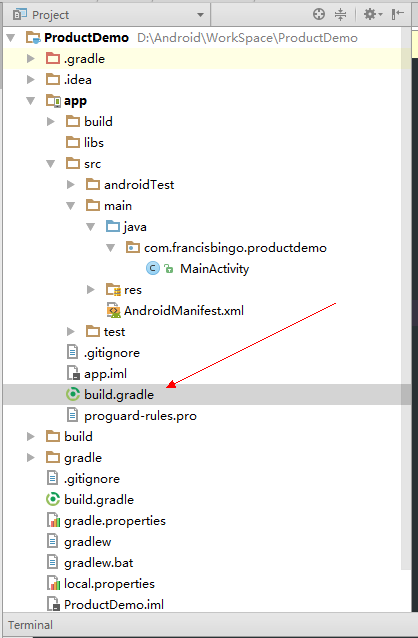 Project
ProductDemo D:\Android\WorkSpace\ProductDemo
.gradle
.idea
app
build
libs
src
androidTest
main
java
com.francisbingo.productdemo
C MainActivity
res
AndroidManifest.xml
test
.gitignore
app.iml
build.gradle
proguard-rules.pro
build
gradle
.gitignore
build.gradle
gradle.properties
gradlew
gradlew.bat
local.properties
ProductDemo.iml
Terminal